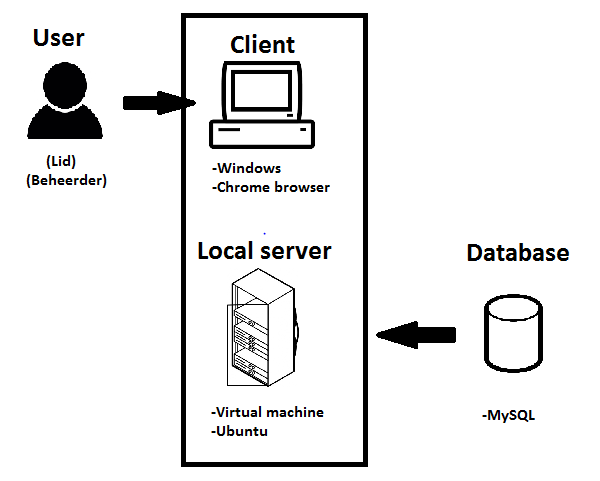 User
(Lid)
(Beheerder)
Client
-Windows
-Chrome browser
Local server
-Virtual machine
-Ubuntu
Database
-MySQL